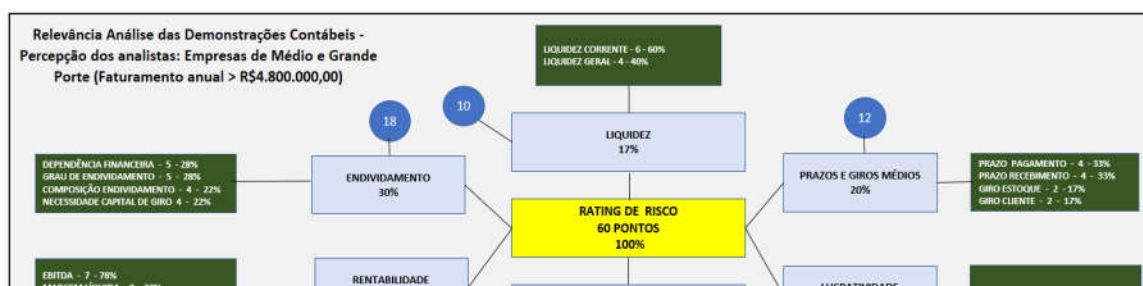 Relevância Análise das Demonstrações Contábeis -
Percepção dos analistas: Empresas de Médio e Grande
Porte (Faturamento anual > R$4.800.000,00)
LIQUIDEZ CORRENTE - 6 - 60%
LIQUIDEZ GERAL - 4 - 40%
18
10
12
LIQUIDEZ
17%
DEPENDÊNCIA FINANCEIRA - 5 - 28%
GRAU DE ENDIVIDAMENTO - 5 - 28%
COMPOSIÇÃO ENDIVIDAMENTO - 4 - 22%
NECESSIDADE CAPITAL DE GIRO 4 - 22%
ENDIVIDAMENTO
30%
PRAZOS E GIROS MÉDIOS
20%
PRAZO PAGAMENTO - 4 - 33%
PRAZO RECEBIMENTO - 4 - 33%
GIRO ESTOQUE - 2 - 17%
GIRO CLIENTE - 2 - 17%
RATING DE RISCO
60 PONTOS
100%
EBITDA - 7 - 78%
RENTABILIDADE